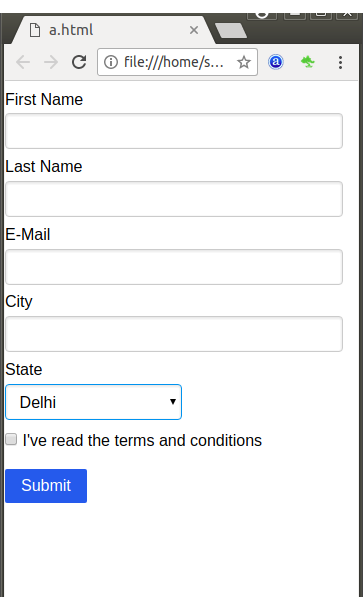 a.html
file:///home/s...
First Name
Last Name
E-Mail
City
State
Delhi
I've read the terms and conditions
Submit